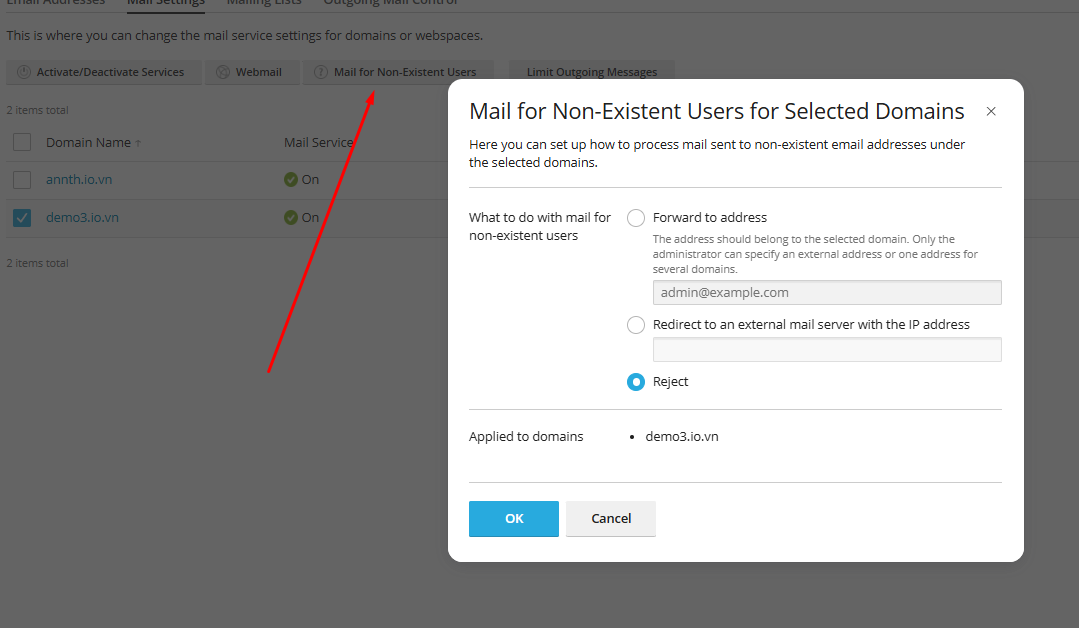 Email Addresses Mail Settings Mailing Lists Outgoing Mail Control
This is where you can change the mail service settings for domains or webspaces.
Activate/Deactivate Services Webmail Mail for Non-Existent Users Limit Outgoing Messages
2 items total
Domain Name ↑ Mail Service
annth.io.vn On
demo3.io.vn On
2 items total
Mail for Non-Existent Users for Selected Domains ×
Here you can set up how to process mail sent to non-existent email addresses under
the selected domains.
What to do with mail for
non-existent users
Forward to address
The address should belong to the selected domain. Only the
administrator can specify an external address or one address for
several domains.
admin@example.com
Redirect to an external mail server with the IP address
Reject
Applied to domains • demo3.io.vn
OK Cancel